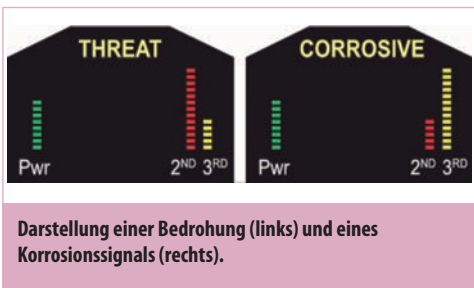 THREAT
Pwr 2ND 3RD
CORROSIVE
Pwr 2ND 3RD
Darstellung einer Bedrohung (links) und eines
Korrosionssignals (rechts).